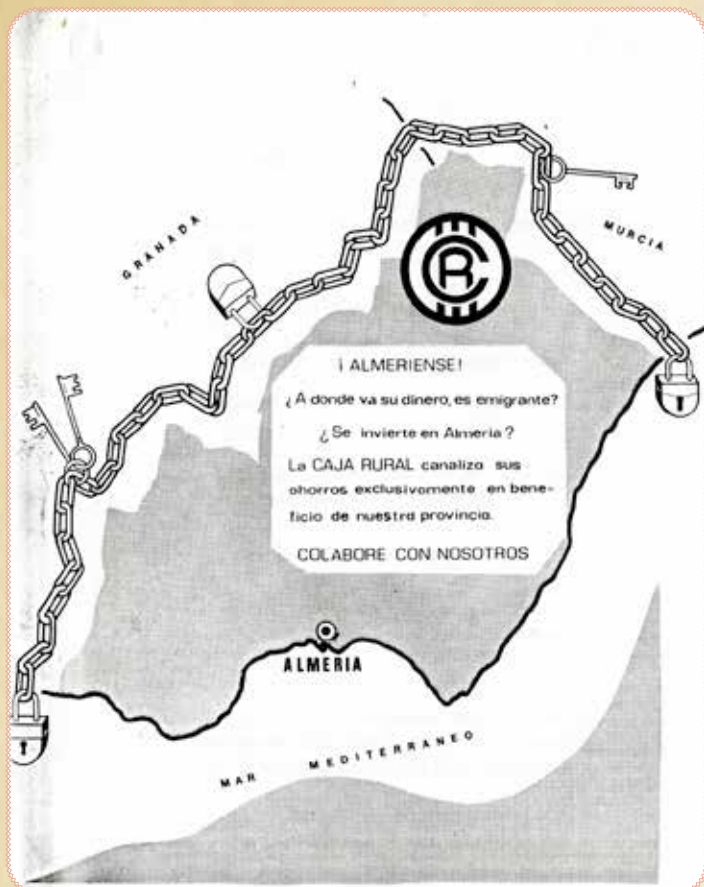 GRANADA
MURCIA
CRC
¡ ALMERIENSE!
¿A donde va su dinero, es emigrante?
¿Se invierte en Almería?
La CAJA RURAL canaliza sus
ahorros exclusivamente en bene-
ficio de nuestra provincia.
COLABORE CON NOSOTROS
ALMERIA
MAR MEDITERRANEO